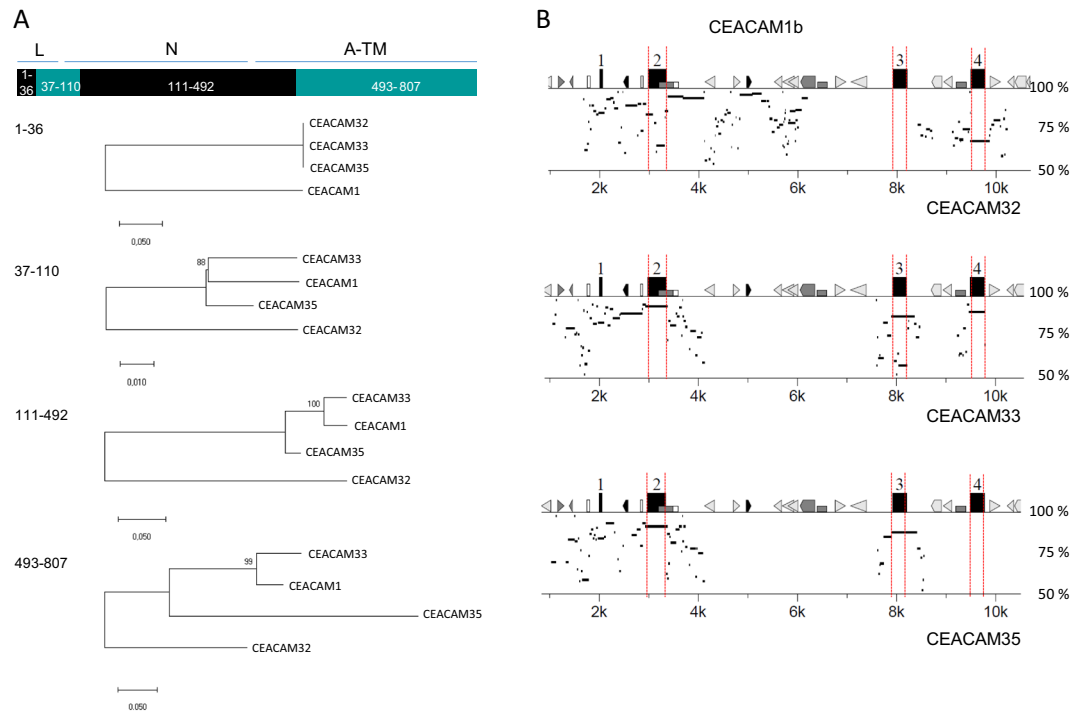 A
L N A-TM
1-36 37-110 111-492 493-807
1-36
CEACAM32
CEACAM33
CEACAM35
CEACAM1
0,050
37-110
88
CEACAM33
CEACAM1
CEACAM35
CEACAM32
0.010
111-492
100
CEACAM33
CEACAM1
CEACAM35
CEACAM32
0.050
493-807
99
CEACAM33
CEACAM1
CEACAM35
CEACAM32
0.050
B
CEACAM1b
1 2 3 4
100 %
75 %
50 %
2k 4k 6k 8k 10k
CEACAM32
1 2 3 4
100 %
75 %
50 %
2k 4k 6k 8k 10k
CEACAM33
1 2 3 4
100 %
75 %
50 %
2k 4k 6k 8k 10k
CEACAM35